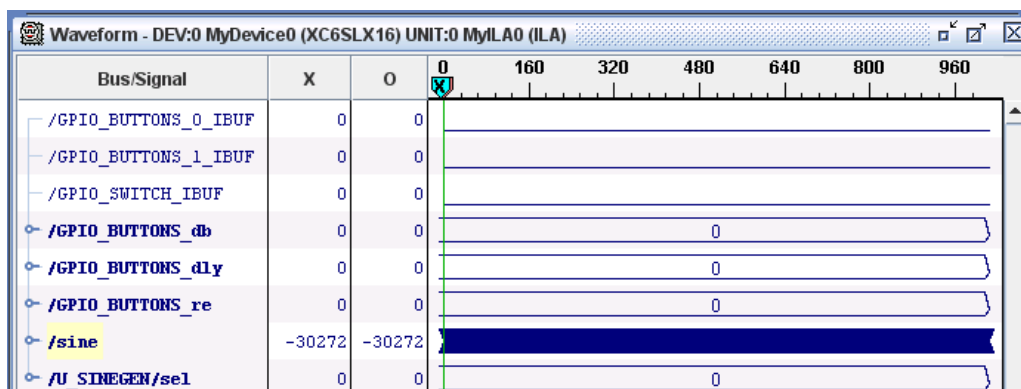 Waveform - DEV:0 MyDevice0 (XC6SLX16) UNIT:0 MyILA0 (ILA)
Bus/Signal X O 0 160 320 480 640 800 960
X
/GPIO_BUTTONS_0_IBUF 0 0
/GPIO_BUTTONS_1_IBUF 0 0
/GPIO_SWITCH_IBUF 0 0
/GPIO_BUTTONS_db 0 0 0
/GPIO_BUTTONS_dly 0 0 0
/GPIO_BUTTONS_re 0 0 0
/sine -30272 -30272
/U_SINEGEN/sel 0 0 0